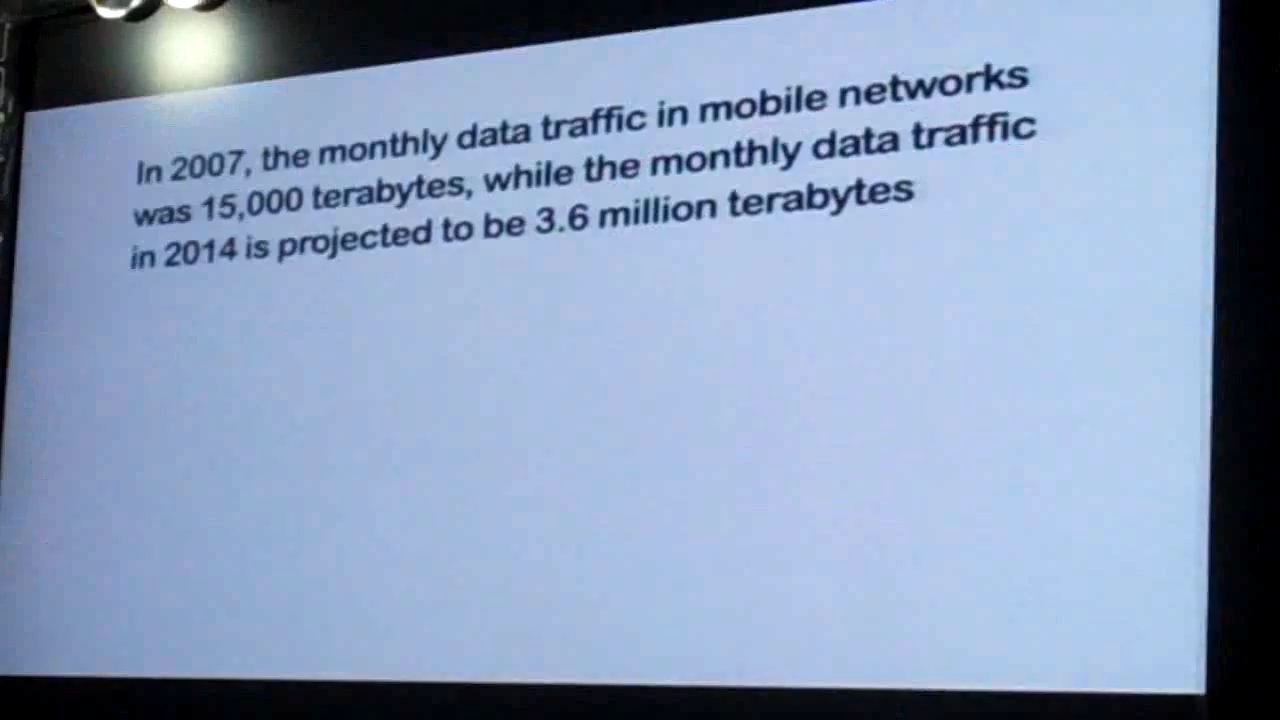 In 2007, the monthly data traffic in mobile networks
was 15,000 terabytes, while the monthly data traffic
in 2014 is projected to be 3.6 million terabytes